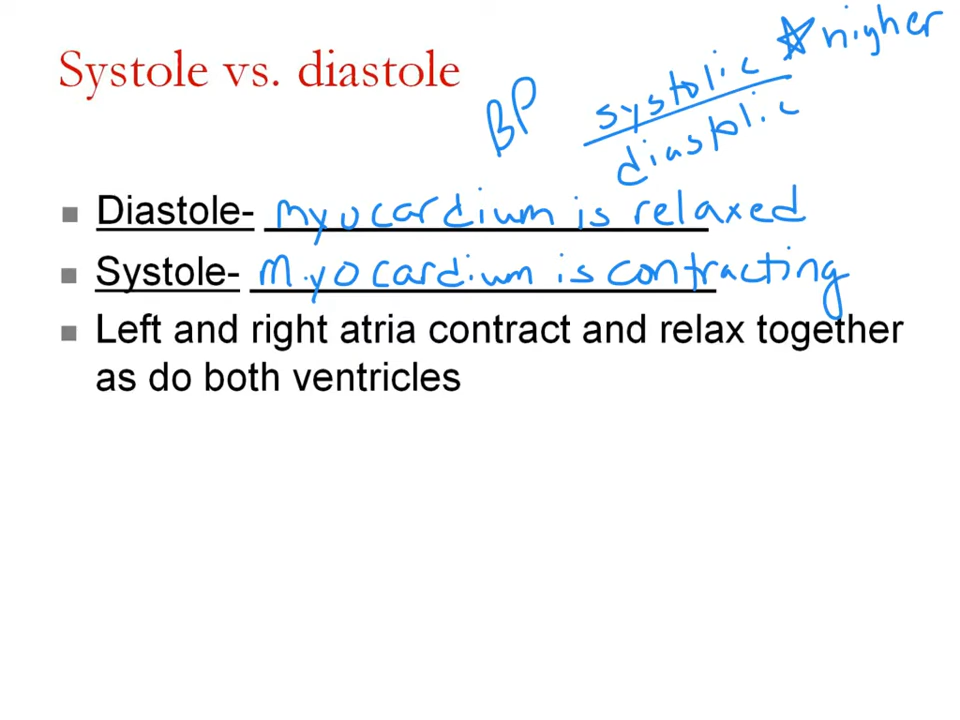 Systole vs. diastole
BP systolic ☆ higher
diastolic
■ Diastole- myocardium is relaxed
■ Systole- Myocardium is contracting
■ Left and right atria contract and relax together
as do both ventricles